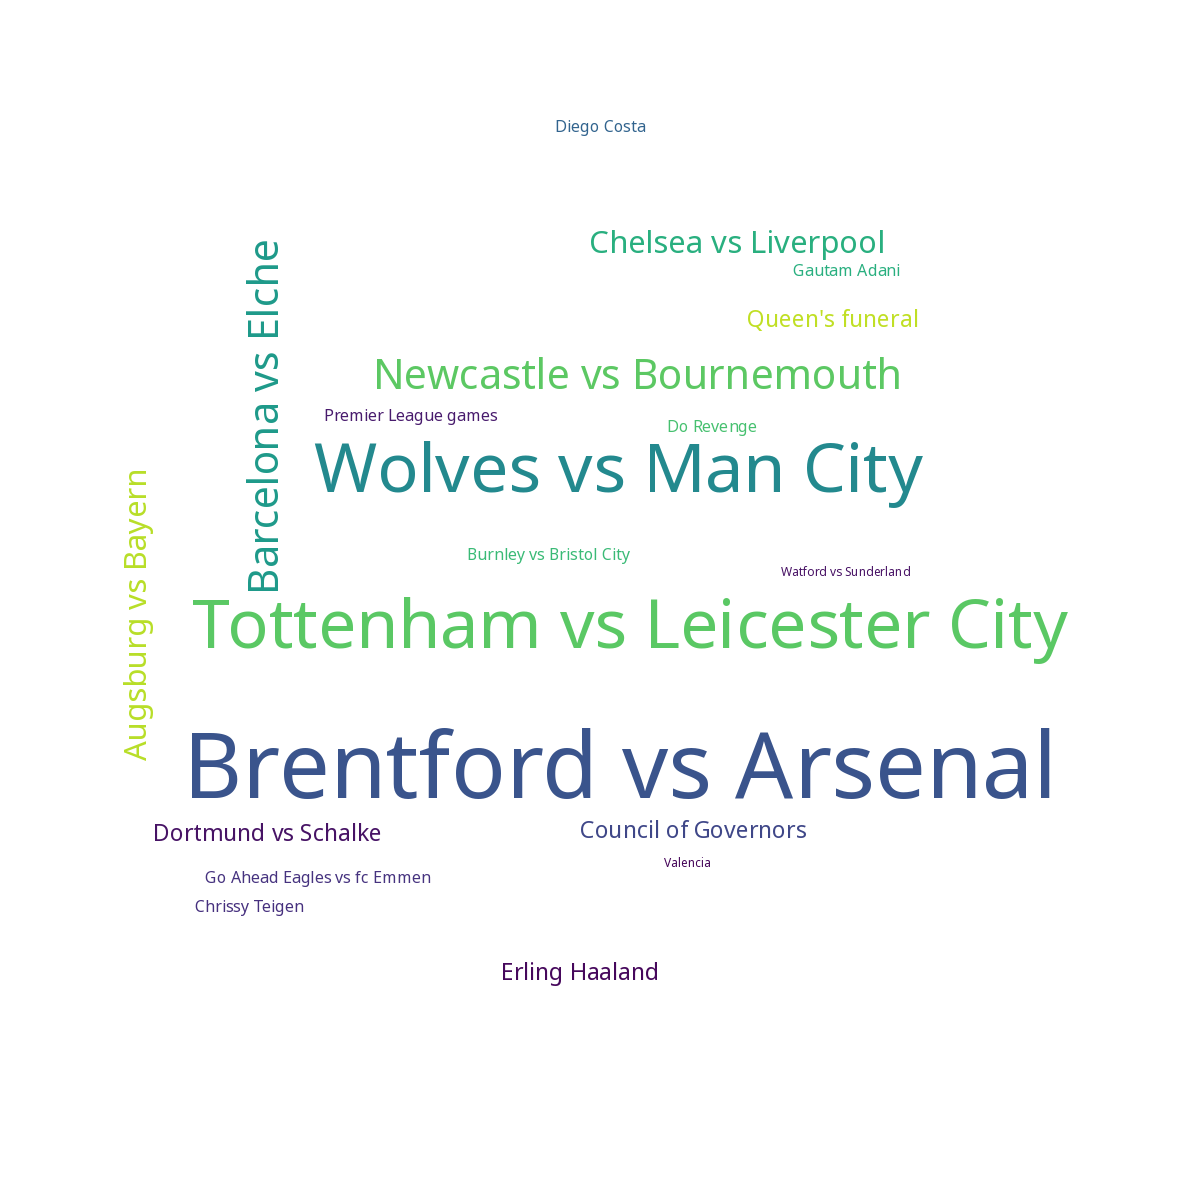 Diego Costa
Chelsea vs Liverpool
Gautam Adani
Queen's funeral
Barcelona vs Elche
Newcastle vs Bournemouth
Premier League games
Do Revenge
Wolves vs Man City
Augsburg vs Bayern
Burnley vs Bristol City
Watford vs Sunderland
Tottenham vs Leicester City
Brentford vs Arsenal
Dortmund vs Schalke
Council of Governors
Valencia
Go Ahead Eagles vs fc Emmen
Chrissy Teigen
Erling Haaland